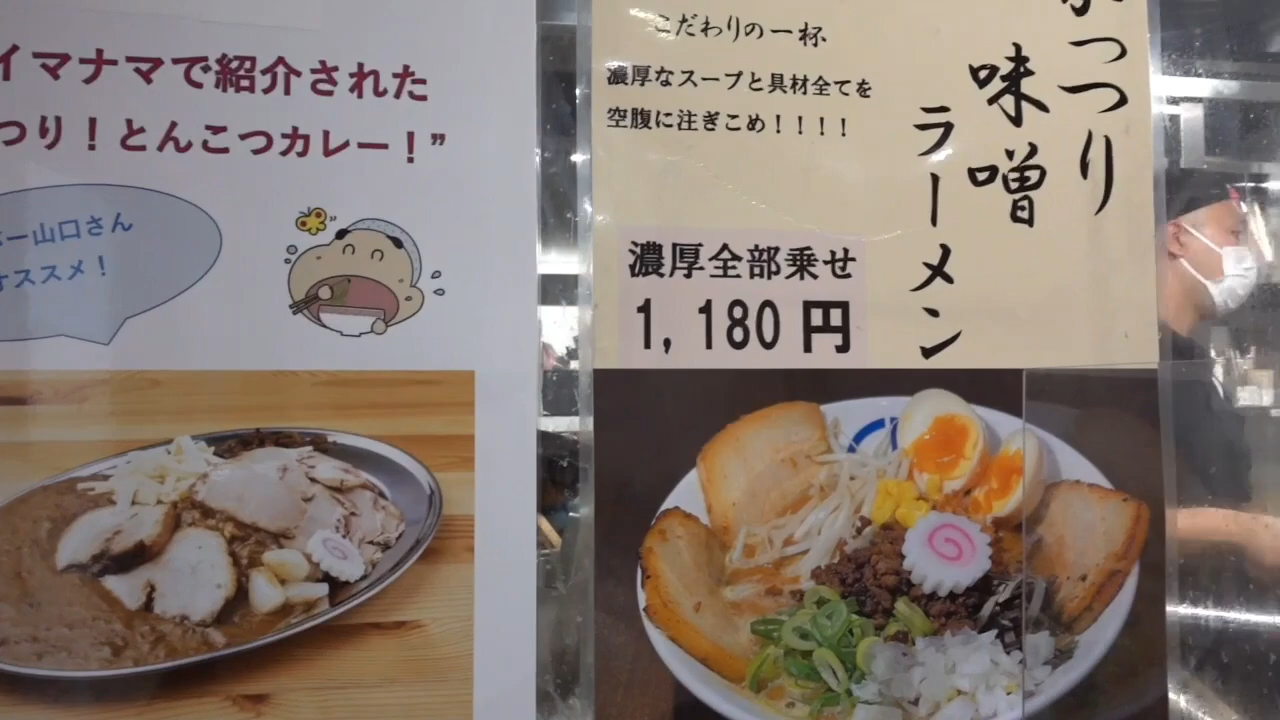 イマナマで紹介された
つり！とんこつカレー！”
ー山口さん
オススメ！
こだわりの一杯
濃厚なスープと具材全てを
空腹に注ぎこめ！！！！
っつり
味噌
ラーメン
濃厚全部乗せ
1,180円